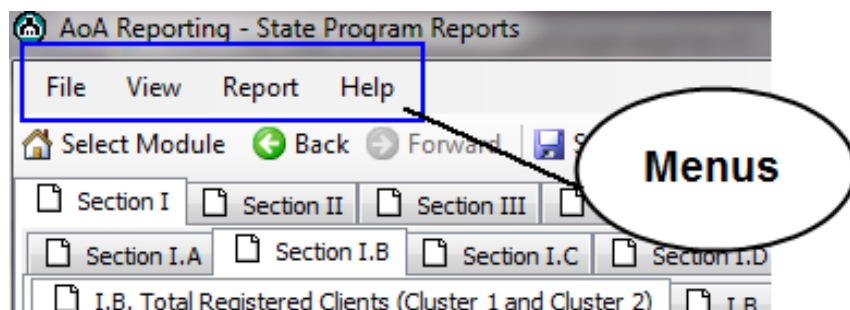 AoA Reporting - State Program Reports
File View Report Help
Select Module Back Forward
Menus
Section I Section II Section III
Section I.A Section I.B Section I.C Section I.D
I.B. Total Registered Clients (Cluster 1 and Cluster 2) I.B.